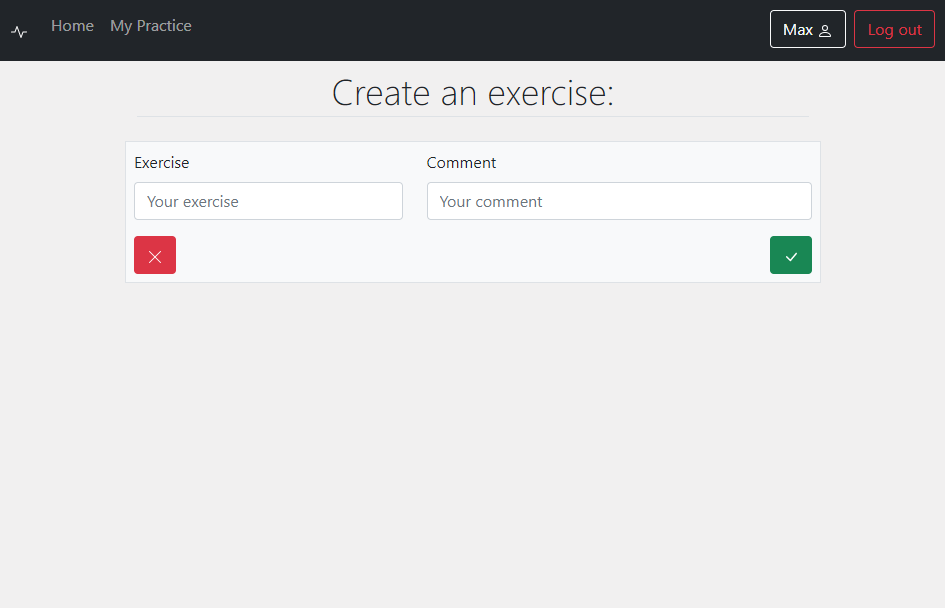 Home My Practice Max Log out
Create an exercise:
Exercise Comment
Your exercise Your comment